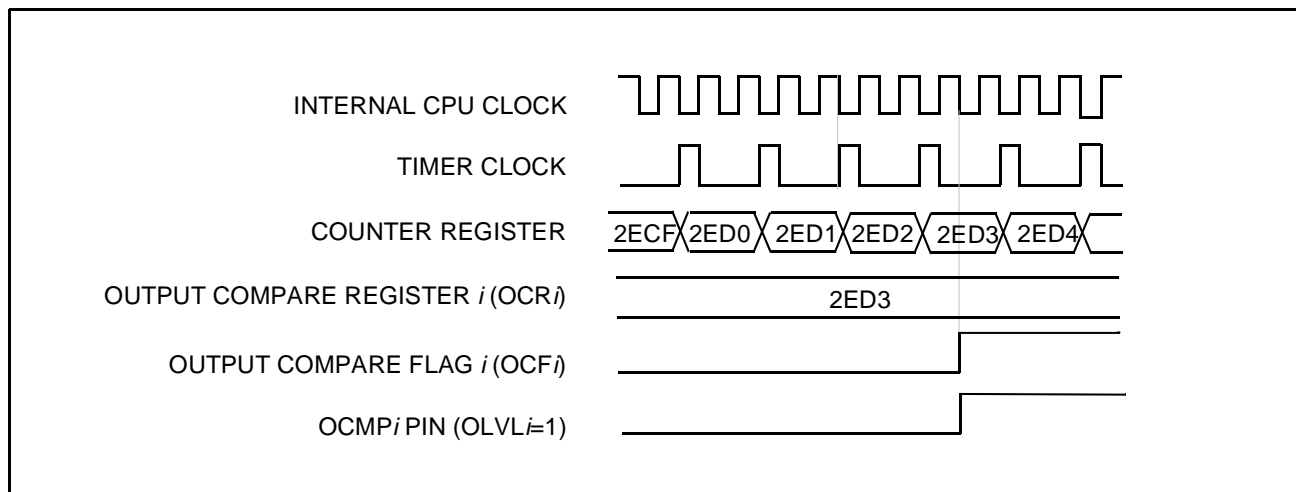 INTERNAL CPU CLOCK
TIMER CLOCK
COUNTER REGISTER 2ECF 2ED0 2ED1 2ED2 2ED3 2ED4
OUTPUT COMPARE REGISTER i (OCRi) 2ED3
OUTPUT COMPARE FLAG i (OCFi)
OCMPi PIN (OLVLi=1)